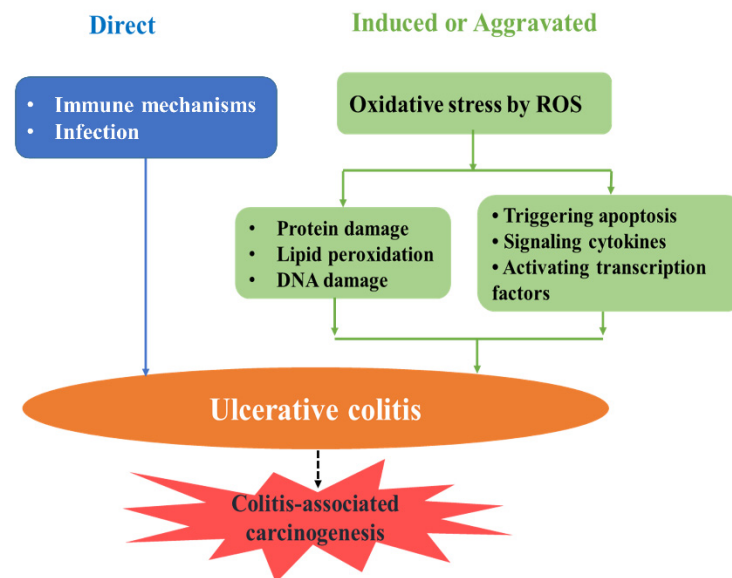 Direct
Induced or Aggravated
• Immune mechanisms
• Infection
Oxidative stress by ROS
• Protein damage
• Lipid peroxidation
• DNA damage
• Triggering apoptosis
• Signaling cytokines
• Activating transcription
factors
Ulcerative colitis
Colitis-associated
carcinogenesis